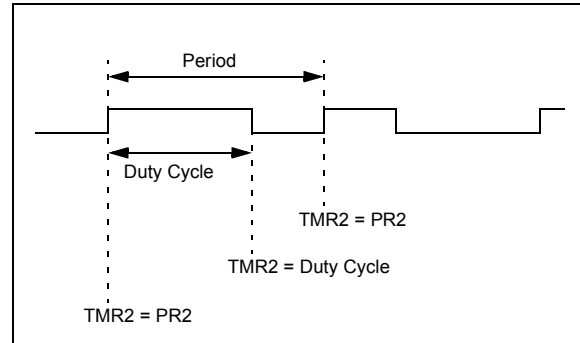 Period
Duty Cycle
TMR2 = PR2
TMR2 = Duty Cycle
TMR2 = PR2